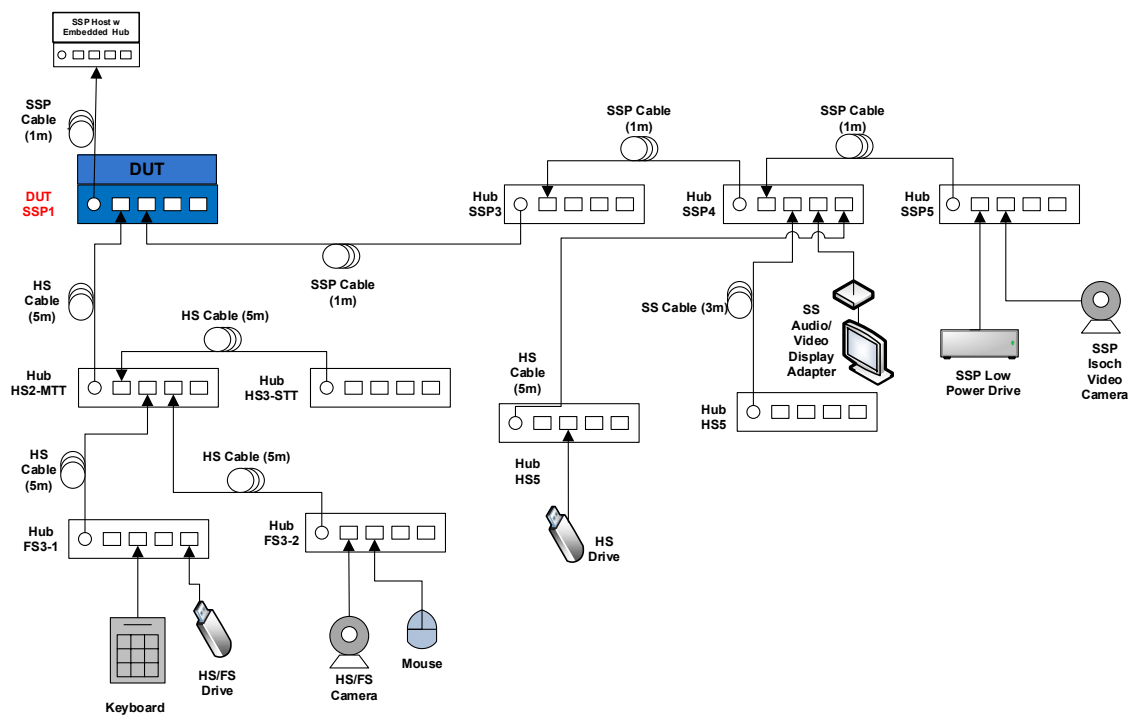 SSP Host w
Embedded Hub
SSP
Cable
(1m)
DUT
DUT
SSP1
SSP Cable
(1m)
SSP Cable
(1m)
Hub
SSP3
Hub
SSP4
Hub
SSP5
SSP Cable
(1m)
HS
Cable
(5m)
HS Cable (5m)
Hub
HS2-MTT
Hub
HS3-STT
HS
Cable
(5m)
SS Cable (3m)
SS
Audio/
Video
Display
Adapter
SSP Low
Power Drive
SSP
Isoch
Video
Camera
Hub
HS5
Hub
HS5
HS
Cable
(5m)
HS Cable (5m)
Hub
FS3-1
Hub
FS3-2
HS
Drive
Keyboard
HS/FS
Drive
HS/FS
Camera
Mouse